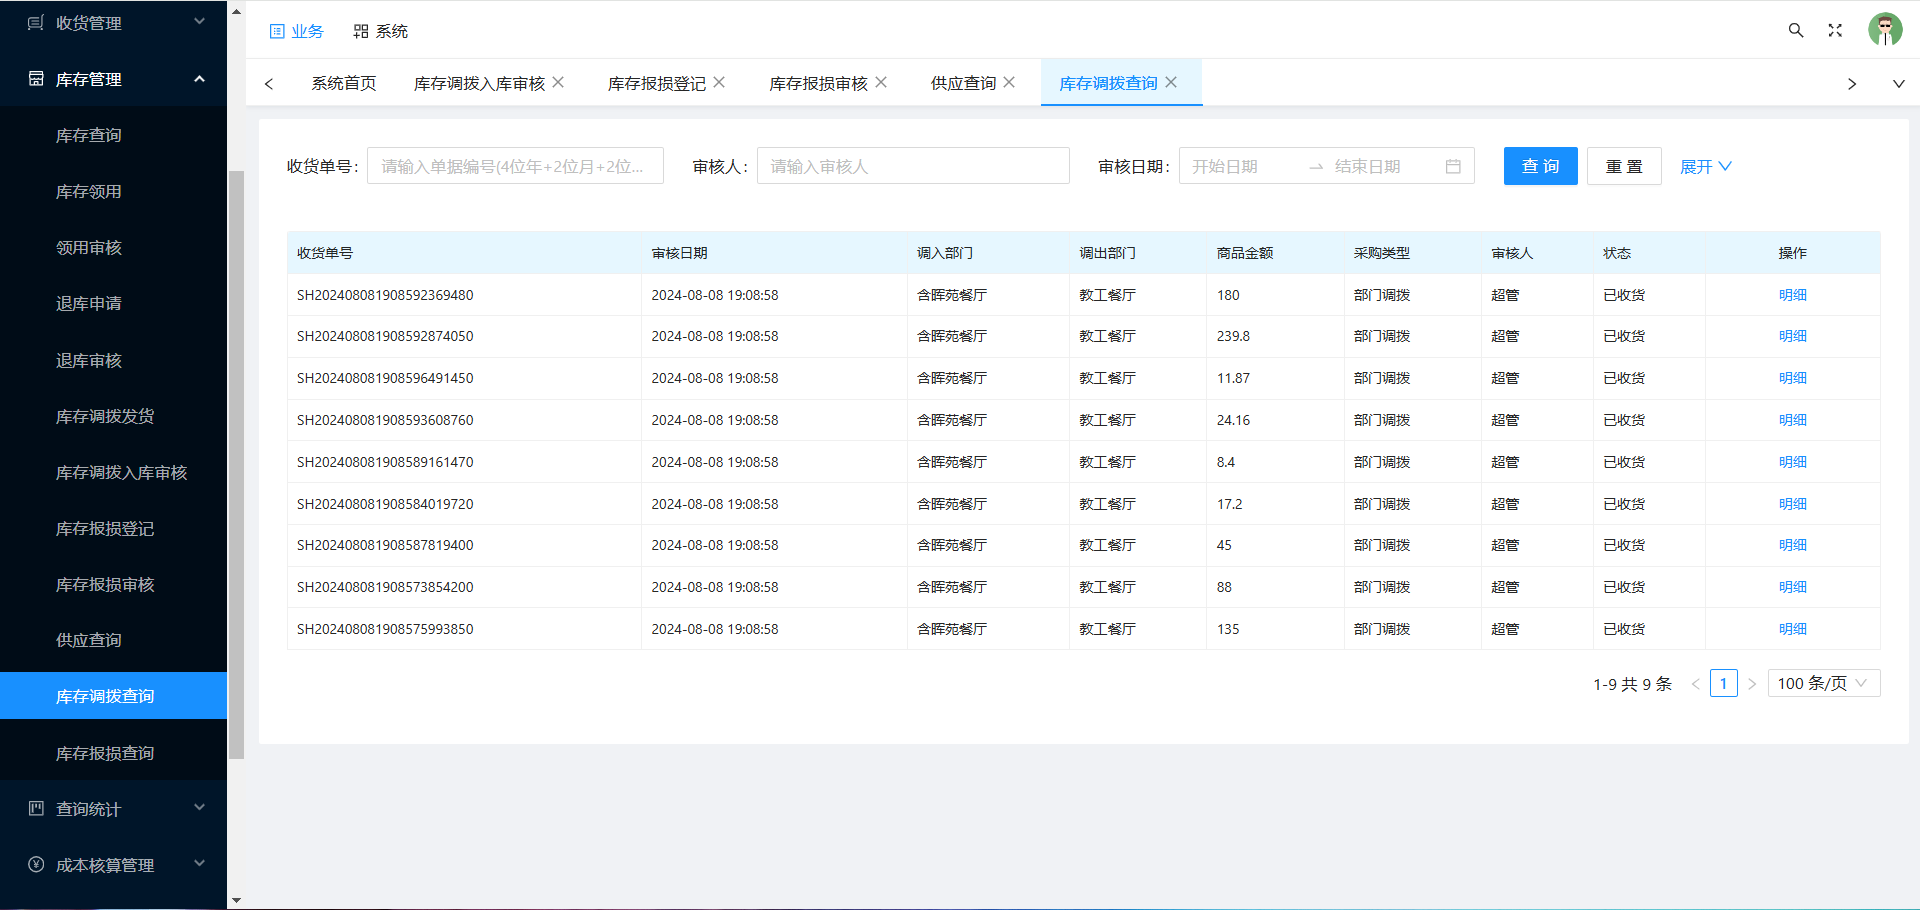 收货管理
库存管理
库存查询
库存领用
领用审核
退库申请
退库审核
库存调拨发货
库存调拨入库审核
库存报损登记
库存报损审核
供应查询
库存调拨查询
库存报损查询
查询统计
成本核算管理
业务 系统
系统首页 库存调拨入库审核 库存报损登记 库存报损审核 供应查询 库存调拨查询
收货单号: 请输入单据编号(4位年+2位月+2位... 审核人: 请输入审核人 审核日期: 开始日期 → 结束日期 查 询 重 置 展开
收货单号 审核日期 调入部门 调出部门 商品金额 采购类型 审核人 状态 操作
SH202408081908592369480 2024-08-08 19:08:58 含晖苑餐厅 教工餐厅 180 部门调拨 超管 已收货 明细
SH202408081908592874050 2024-08-08 19:08:58 含晖苑餐厅 教工餐厅 239.8 部门调拨 超管 已收货 明细
SH202408081908596491450 2024-08-08 19:08:58 含晖苑餐厅 教工餐厅 11.87 部门调拨 超管 已收货 明细
SH202408081908593608760 2024-08-08 19:08:58 含晖苑餐厅 教工餐厅 24.16 部门调拨 超管 已收货 明细
SH202408081908589161470 2024-08-08 19:08:58 含晖苑餐厅 教工餐厅 8.4 部门调拨 超管 已收货 明细
SH202408081908584019720 2024-08-08 19:08:58 含晖苑餐厅 教工餐厅 17.2 部门调拨 超管 已收货 明细
SH202408081908587819400 2024-08-08 19:08:58 含晖苑餐厅 教工餐厅 45 部门调拨 超管 已收货 明细
SH202408081908573854200 2024-08-08 19:08:58 含晖苑餐厅 教工餐厅 88 部门调拨 超管 已收货 明细
SH202408081908575993850 2024-08-08 19:08:58 含晖苑餐厅 教工餐厅 135 部门调拨 超管 已收货 明细
1-9 共 9 条 1 100 条/页